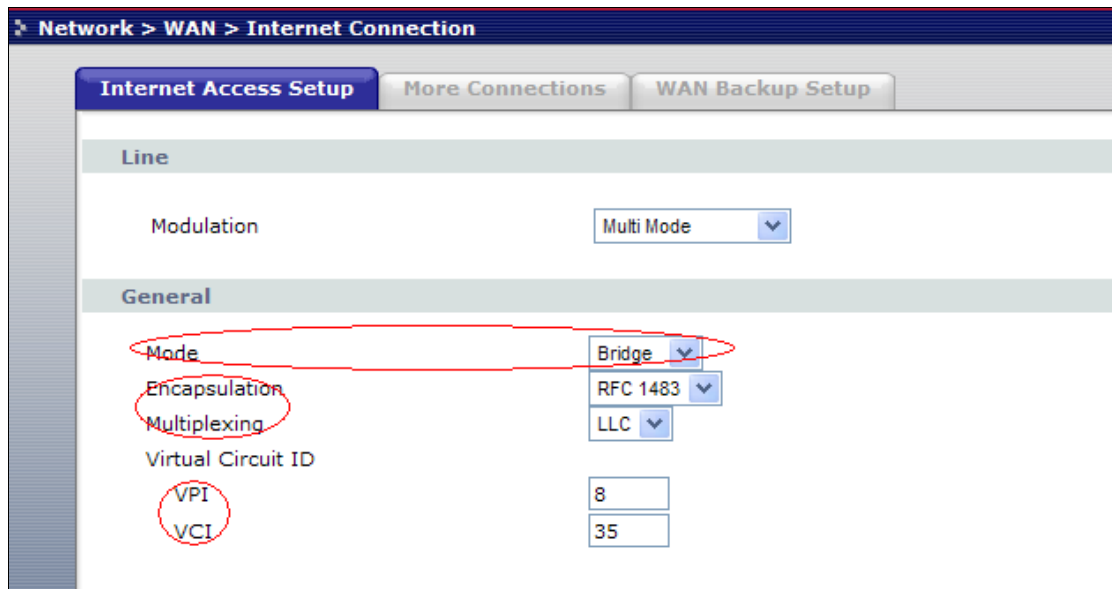 Network > WAN > Internet Connection
Internet Access Setup More Connections WAN Backup Setup
Line
Modulation Multi Mode
General
Mode Bridge
Encapsulation RFC 1483
Multiplexing LLC
Virtual Circuit ID
VPI 8
VCI 35